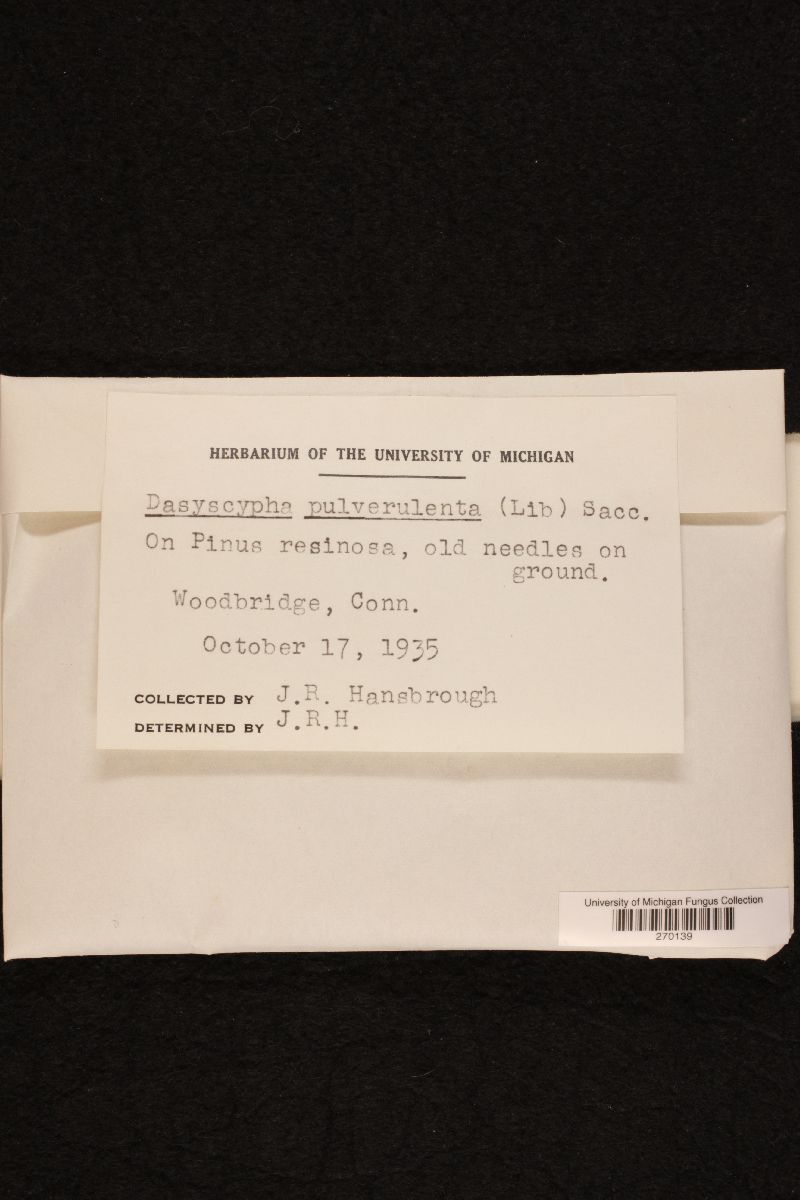 HERBARIUM OF THE UNIVERSITY OF MICHIGAN
Dasyscypha pulverulenta (Lib) Sacc.
On Pinus resinosa, old needles on
ground.
Woodbridge, Conn.
October 17, 1935
COLLECTED BY J.R. Hansbrough
DETERMINED BY J.R.H.
University of Michigan Fungus Collection
270139